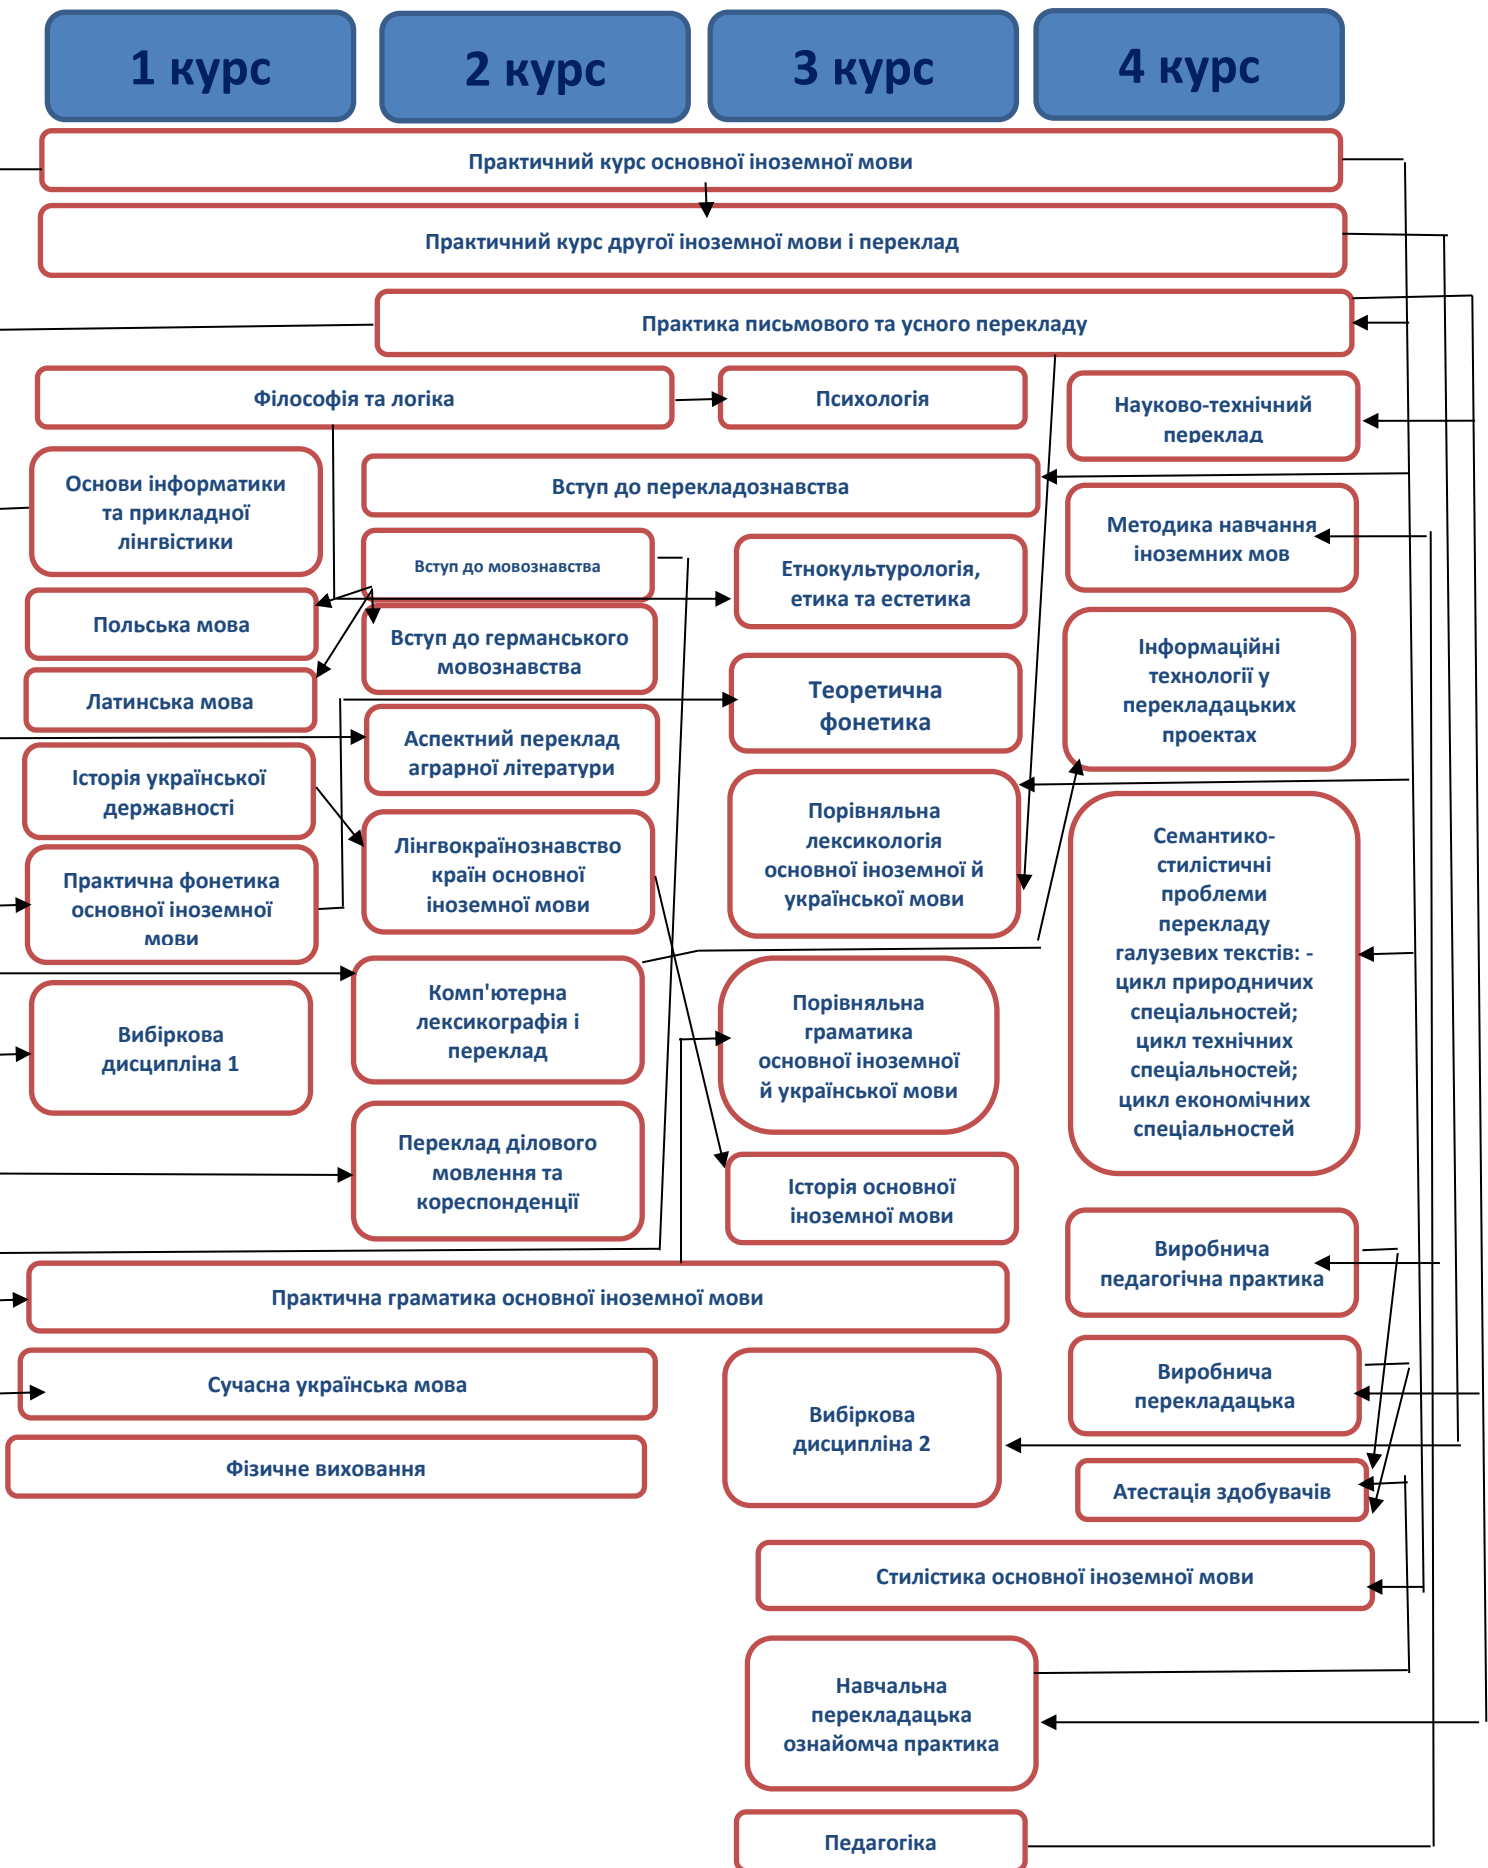 1 курс
2 курс
3 курс
4 курс
Практичний курс основної іноземної мови
Практичний курс другої іноземної мови і переклад
Практика письмового та усного перекладу
Філософія та логіка
Психологія
Науково-технічний
переклад
Основи інформатики
та прикладної
лінгвістики
Вступ до перекладознавства
Методика навчання
іноземних мов
Вступ до мовознавства
Етнокультурологія,
етика та естетика
Польська мова
Вступ до германського
мовознавства
Інформаційні
технології у
перекладацьких
проектах
Латинська мова
Теоретична
фонетика
Аспектний переклад
аграрної літератури
Історія української
державності
Порівняльна
лексикологія
основної іноземної й
української мови
Семантико-
стилістичні
проблеми
перекладу
галузевих текстів: -
цикл природничих
спеціальностей;
цикл технічних
спеціальностей;
цикл економічних
спеціальностей
Лінгвокраїнознавство
країн основної
іноземної мови
Практична фонетика
основної іноземної
мови
Комп'ютерна
лексикографія і
переклад
Порівняльна
граматика
основної іноземної
й української мови
Вибіркова
дисципліна 1
Переклад ділового
мовлення та
кореспонденції
Історія основної
іноземної мови
Виробнича
педагогічна практика
Практична граматика основної іноземної мови
Сучасна українська мова
Вибіркова
дисципліна 2
Виробнича
перекладацька
Фізичне виховання
Атестація здобувачів
Стилістика основної іноземної мови
Навчальна
перекладацька
ознайомча практика
Педагогіка